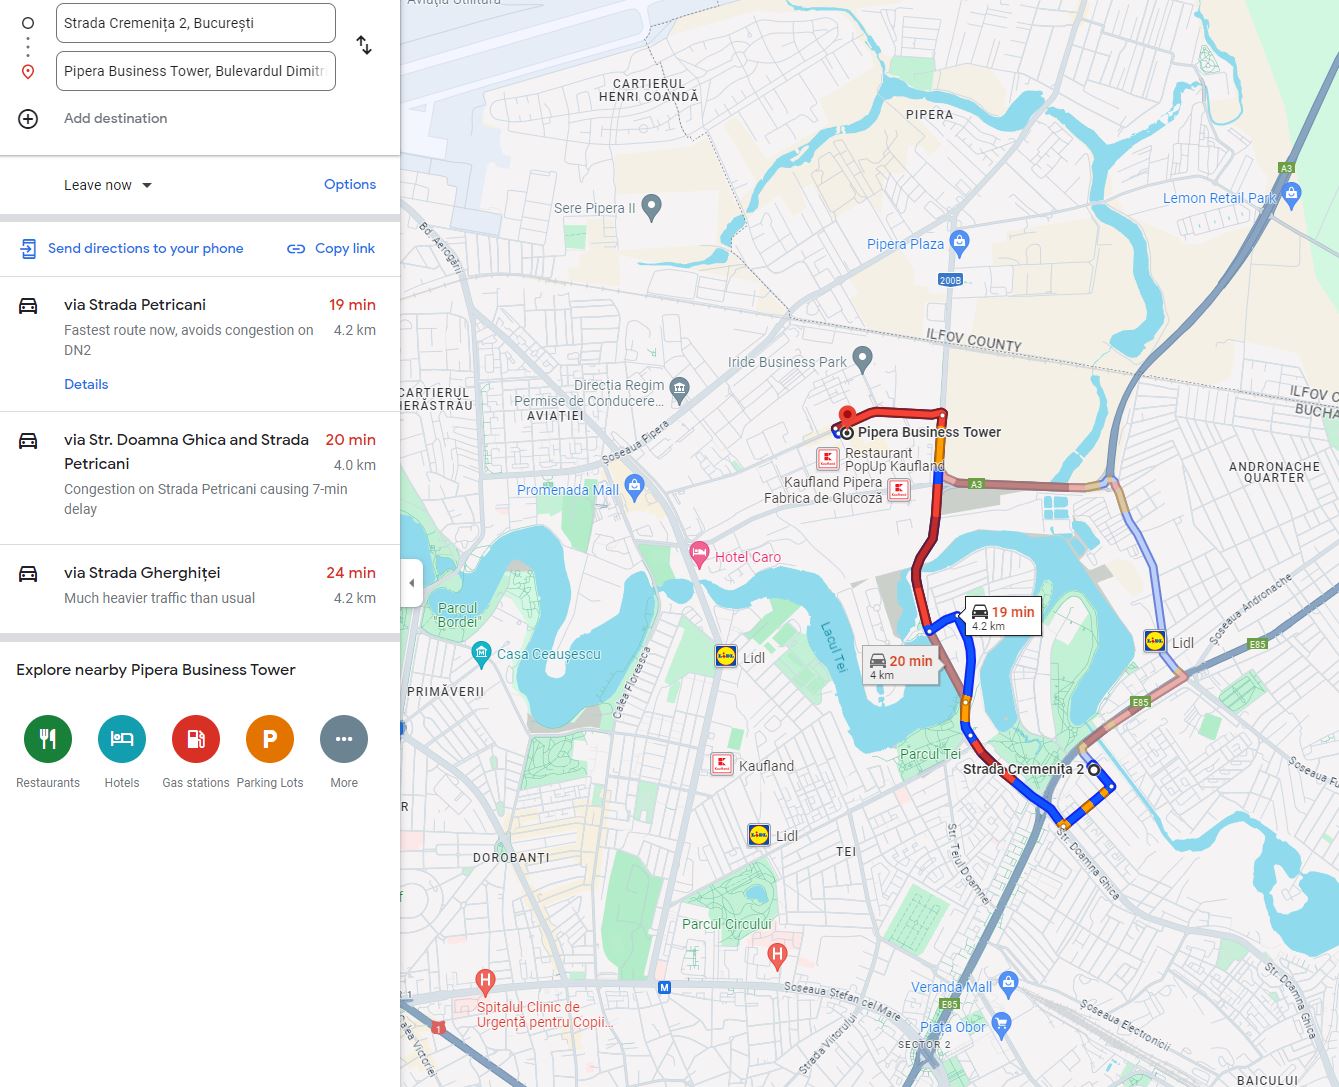 Strada Cremenița 2, București
Pipera Business Tower, Bulevardul Dimitr
Add destination
Leave now
Options
Send directions to your phone
Copy link
via Strada Petricani
19 min
Fastest route now, avoids congestion on
DN2
4.2 km
Details
via Str. Doamna Ghica and Strada
Petricani
20 min
4.0 km
Congestion on Strada Petricani causing 7-min
delay
via Strada Gherghiței
24 min
Much heavier traffic than usual
4.2 km
Explore nearby Pipera Business Tower
P
Restaurants
Hotels
Gas stations
Parking Lots
More
Aviația Utilitară
CARTIERUL
HENRI COANDĂ
PIPERA
A3
Lemon Retail Park
Sere Pipera II
Pipera Plaza
200B
Bd. Aerogării
ILFOV COUNTY
Iride Business Park
Direcția Regim
Permise de Conducere...
CARTIERUL
HERĂSTRĂU
AVIAȚIEI
ILFOV C
BUCHA
Șoseaua Pipera
Pipera Business Tower
Restaurant
PopUp Kaufland
Kaufland Pipera
Fabrica de Glucoză
Kaufland
Kaufland
A3
ANDRONACHE
QUARTER
Promenada Mall
Hotel Caro
Parcul
"Bordei"
Casa Ceaușescu
Lacul Tei
19 min
4.2 km
20 min
4 km
Șoseaua Andronache
LIDL
Lidl
E85
LIDL
Lidl
PRIMĂVERII
Calea Floreasca
E85
Parcul Tei
Kaufland
Kaufland
Strada Cremenita 2
Șoseaua Fu
R
LIDL
Lidl
TEI
DOROBANȚI
Str. Teiul Doamnei
Str. Doamna Ghica
Parcul Circului
H
H
M
Spitalul Clinic de
Urgență pentru Copii...
Șoseaua Ștefan cel Mare
Veranda Mall
E85
Piața Obor
SECTOR 2
Strada Viitorului
Șoseaua Electronicii
Str. Doamna Ghica
1
1
Calea Victoriei
BAICULUI